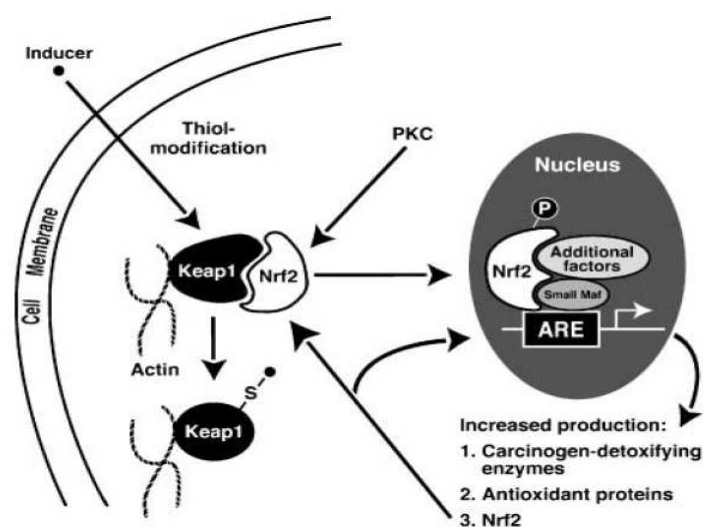 Inducer
Thiol-
modification
PKC
Nucleus
Cell Membrane
Keap1
Nrf2
P
Nrf2
Additional
factors
Small Maf
ARE
Actin
S
Keap1
Increased production:
1. Carcinogen-detoxifying
enzymes
2. Antioxidant proteins
3. Nrf2